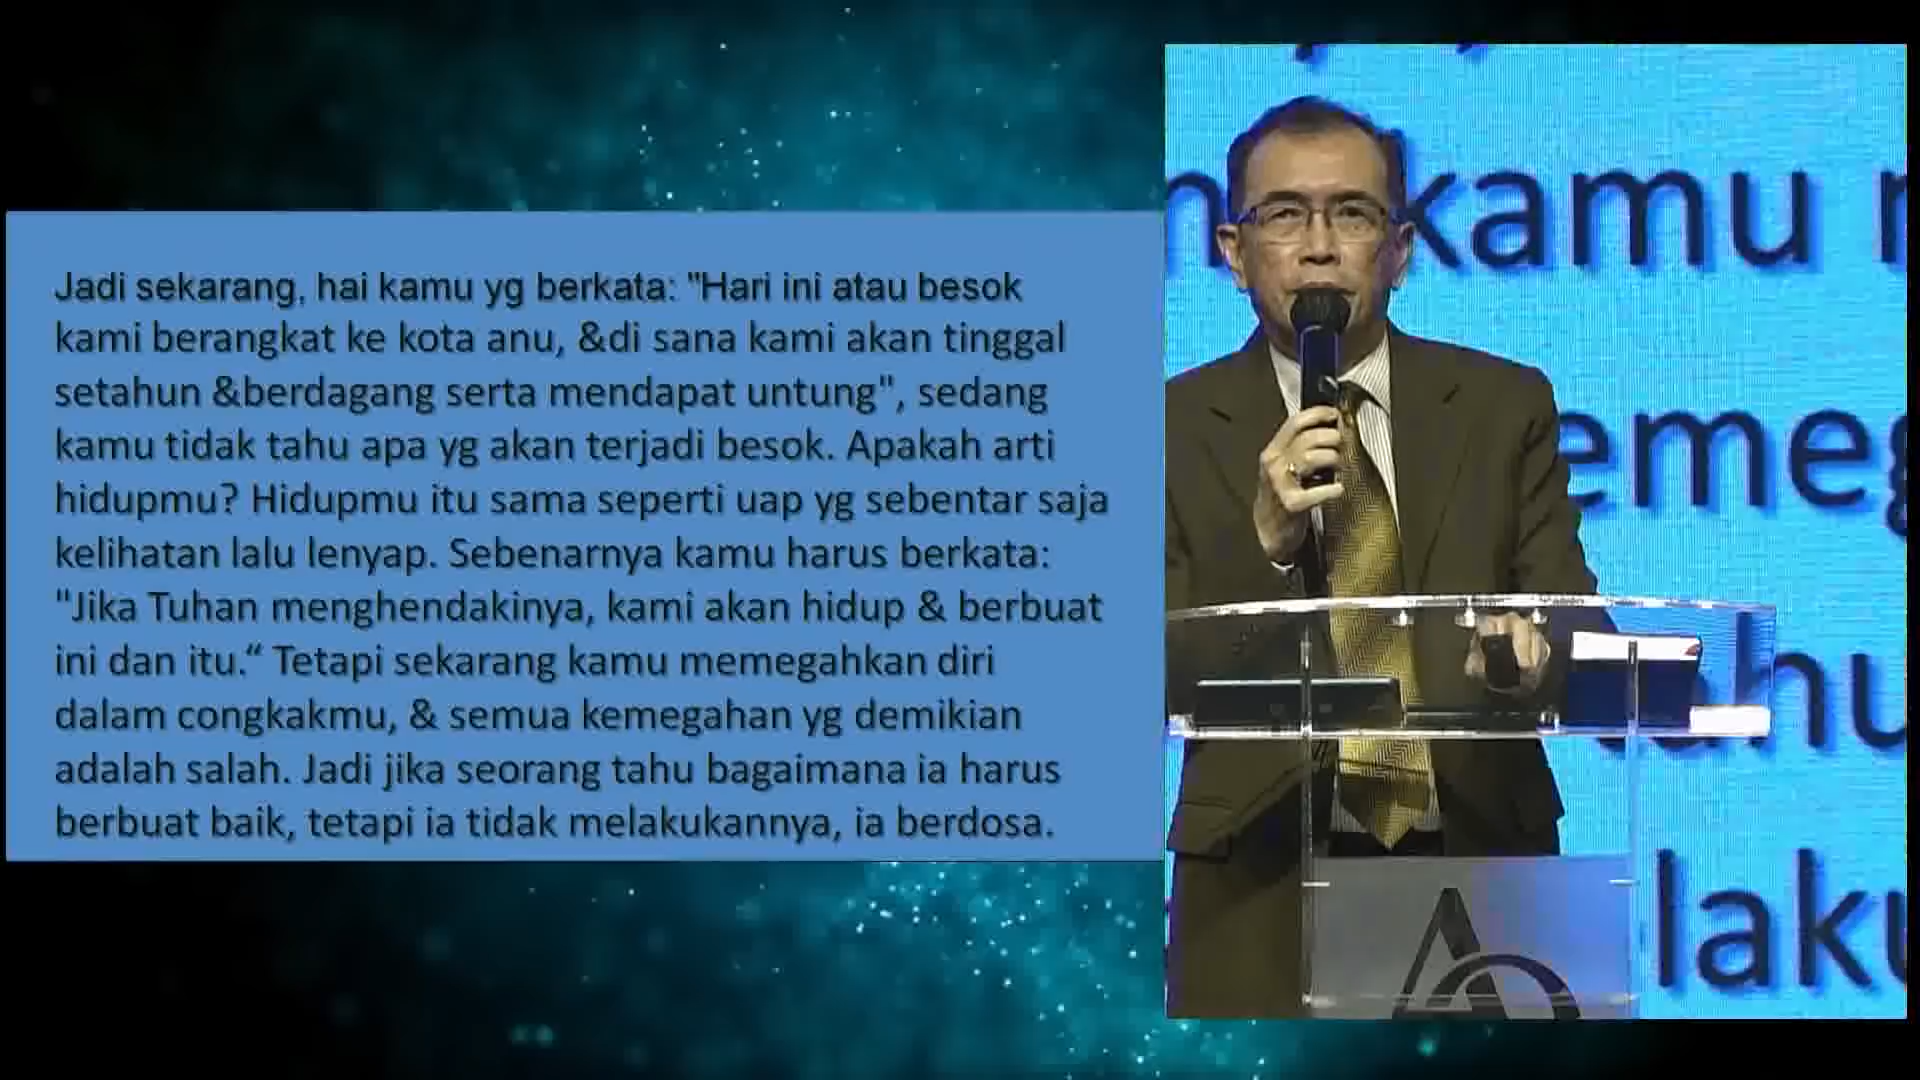 Jadi sekarang, hai kamu yg berkata: "Hari ini atau besok
kami berangkat ke kota anu, &di sana kami akan tinggal
setahun &berdagang serta mendapat untung", sedang
kamu tidak tahu apa yg akan terjadi besok. Apakah arti
hidupmu? Hidupmu itu sama seperti uap yg sebentar saja
kelihatan lalu lenyap. Sebenarnya kamu harus berkata:
"Jika Tuhan menghendakinya, kami akan hidup & berbuat
ini dan itu.“ Tetapi sekarang kamu memegahkan diri
dalam congkakmu, & semua kemegahan yg demikian
adalah salah. Jadi jika seorang tahu bagaimana ia harus
berbuat baik, tetapi ia tidak melakukannya, ia berdosa.
kamu
emeg
ahu
laku